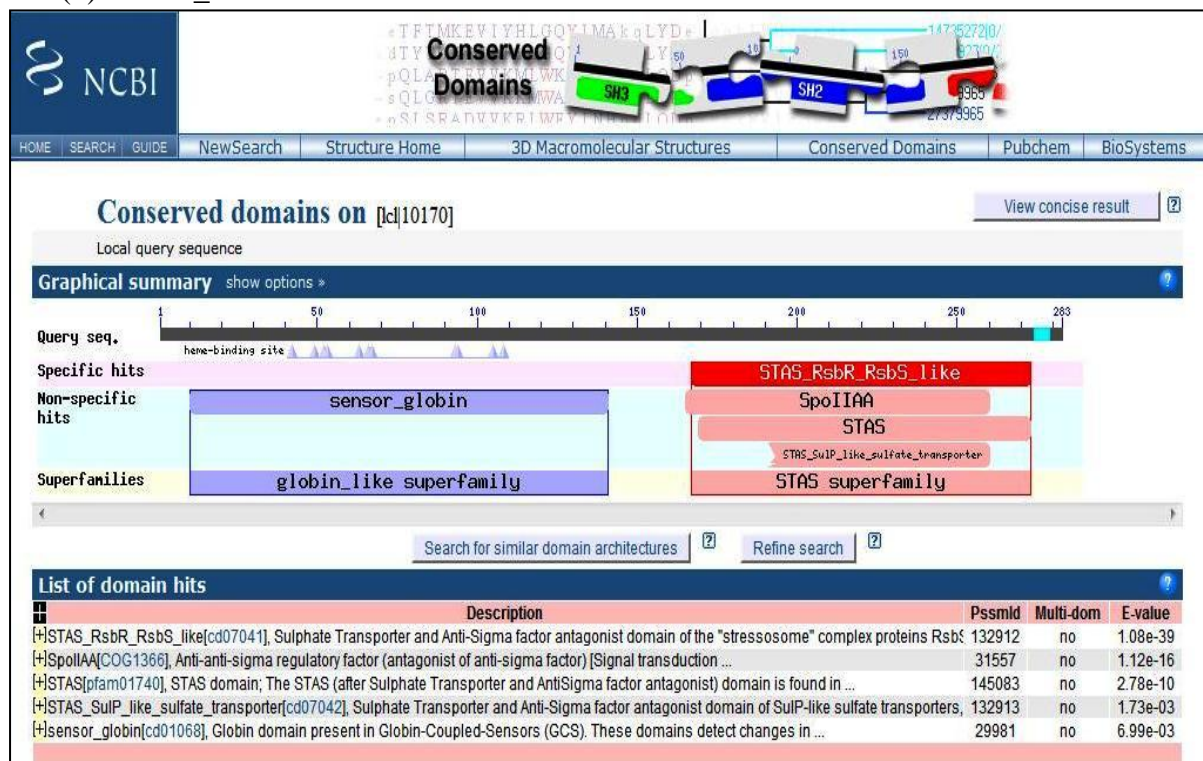 NCBI
Conserved
Domains
SH3
SH2
50
150
HOME SEARCH GUIDE NewSearch Structure Home 3D Macromolecular Structures Conserved Domains Pubchem BioSystems
Conserved domains on [lcl|10170]
View concise result ?
Local query sequence
Graphical summary show options » ?
1 50 100 150 200 250 283
Query seq.
heme-binding site
Specific hits STAS_RsbR_RsbS_like
Non-specific hits sensor_globin SpoIIAA
STAS
STAS_SulP_like_sulfate_transporter
Superfamilies globin_like superfamily STAS superfamily
Search for similar domain architectures ? Refine search ?
List of domain hits ?
Description PssmId Multi-dom E-value
[+]STAS_RsbR_RsbS_like[cd07041], Sulphate Transporter and Anti-Sigma factor antagonist domain of the "stressosome" complex proteins RsbS 132912 no 1.08e-39
[+]SpoIIAA[COG1366], Anti-anti-sigma regulatory factor (antagonist of anti-sigma factor) [Signal transduction ... 31557 no 1.12e-16
[+]STAS[pfam01740], STAS domain; The STAS (after Sulphate Transporter and AntiSigma factor antagonist) domain is found in ... 145083 no 2.78e-10
[+]STAS_SulP_like_sulfate_transporter[cd07042], Sulphate Transporter and Anti-Sigma factor antagonist domain of SulP-like sulfate transporters, 132913 no 1.73e-03
[+]sensor_globin[cd01068], Globin domain present in Globin-Coupled-Sensors (GCS). These domains detect changes in ... 29981 no 6.99e-03